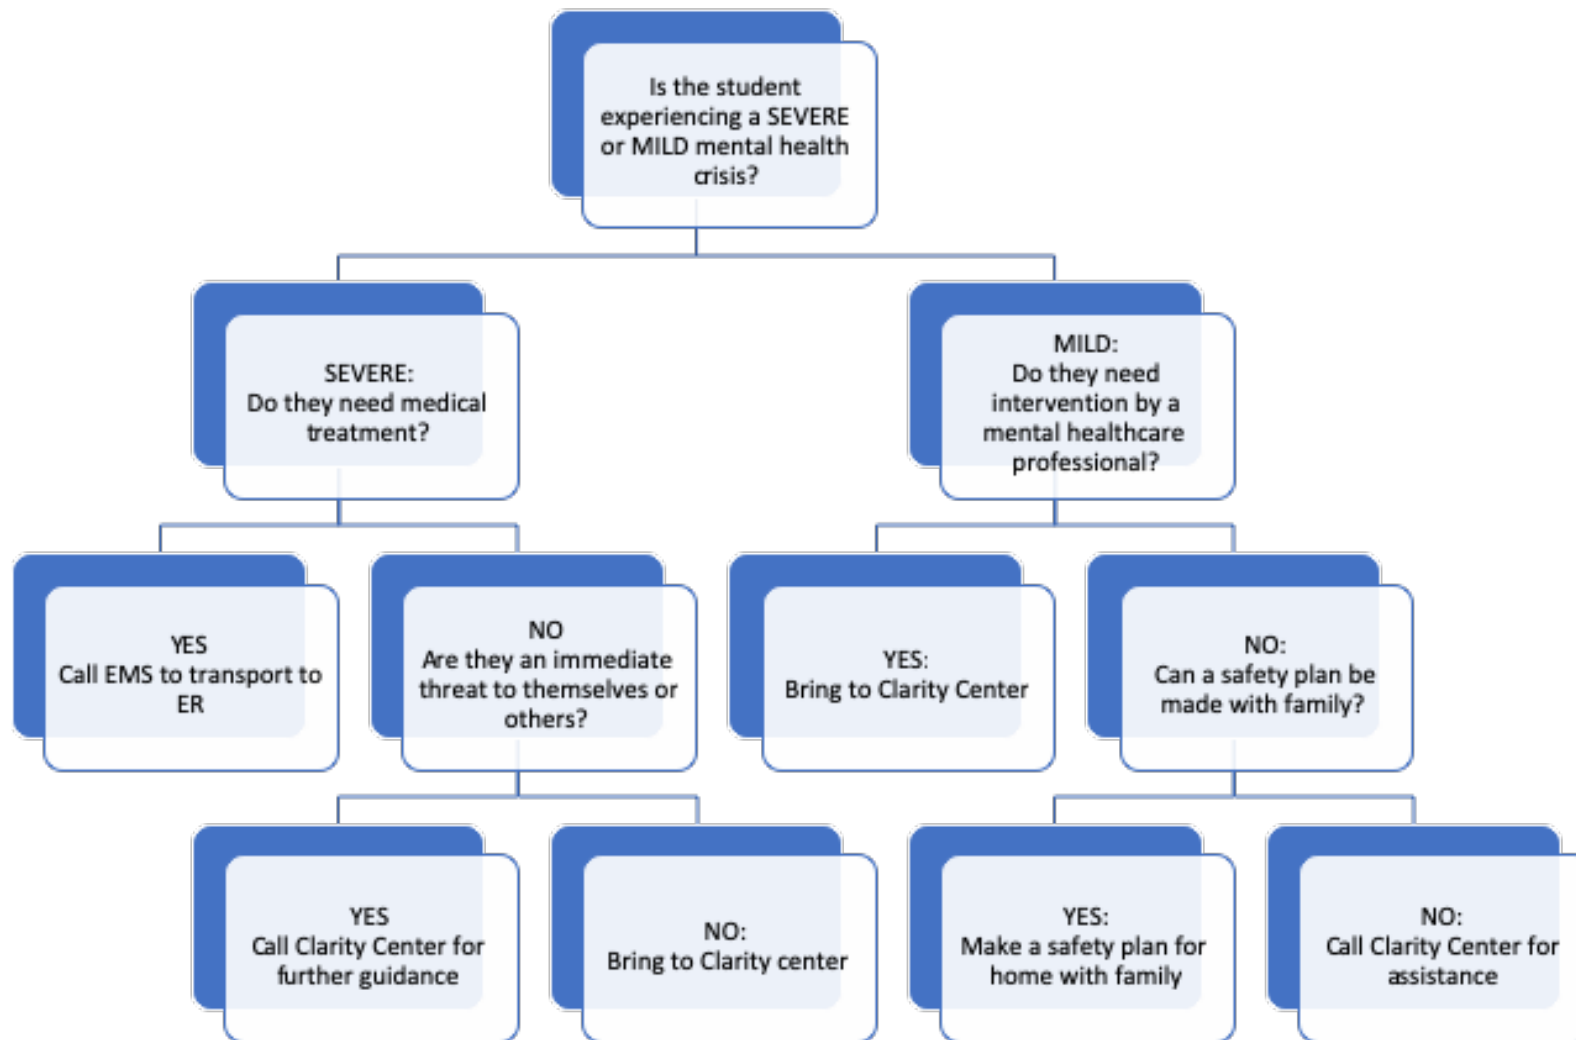 Is the student
experiencing a SEVERE
or MILD mental health
crisis?
SEVERE:
Do they need medical
treatment?
MILD:
Do they need
intervention by a
mental healthcare
professional?
YES
Call EMS to transport to
ER
NO
Are they an immediate
threat to themselves or
others?
YES:
Bring to Clarity Center
NO:
Can a safety plan be
made with family?
YES
Call Clarity Center for
further guidance
NO:
Bring to Clarity center
YES:
Make a safety plan for
home with family
NO:
Call Clarity Center for
assistance